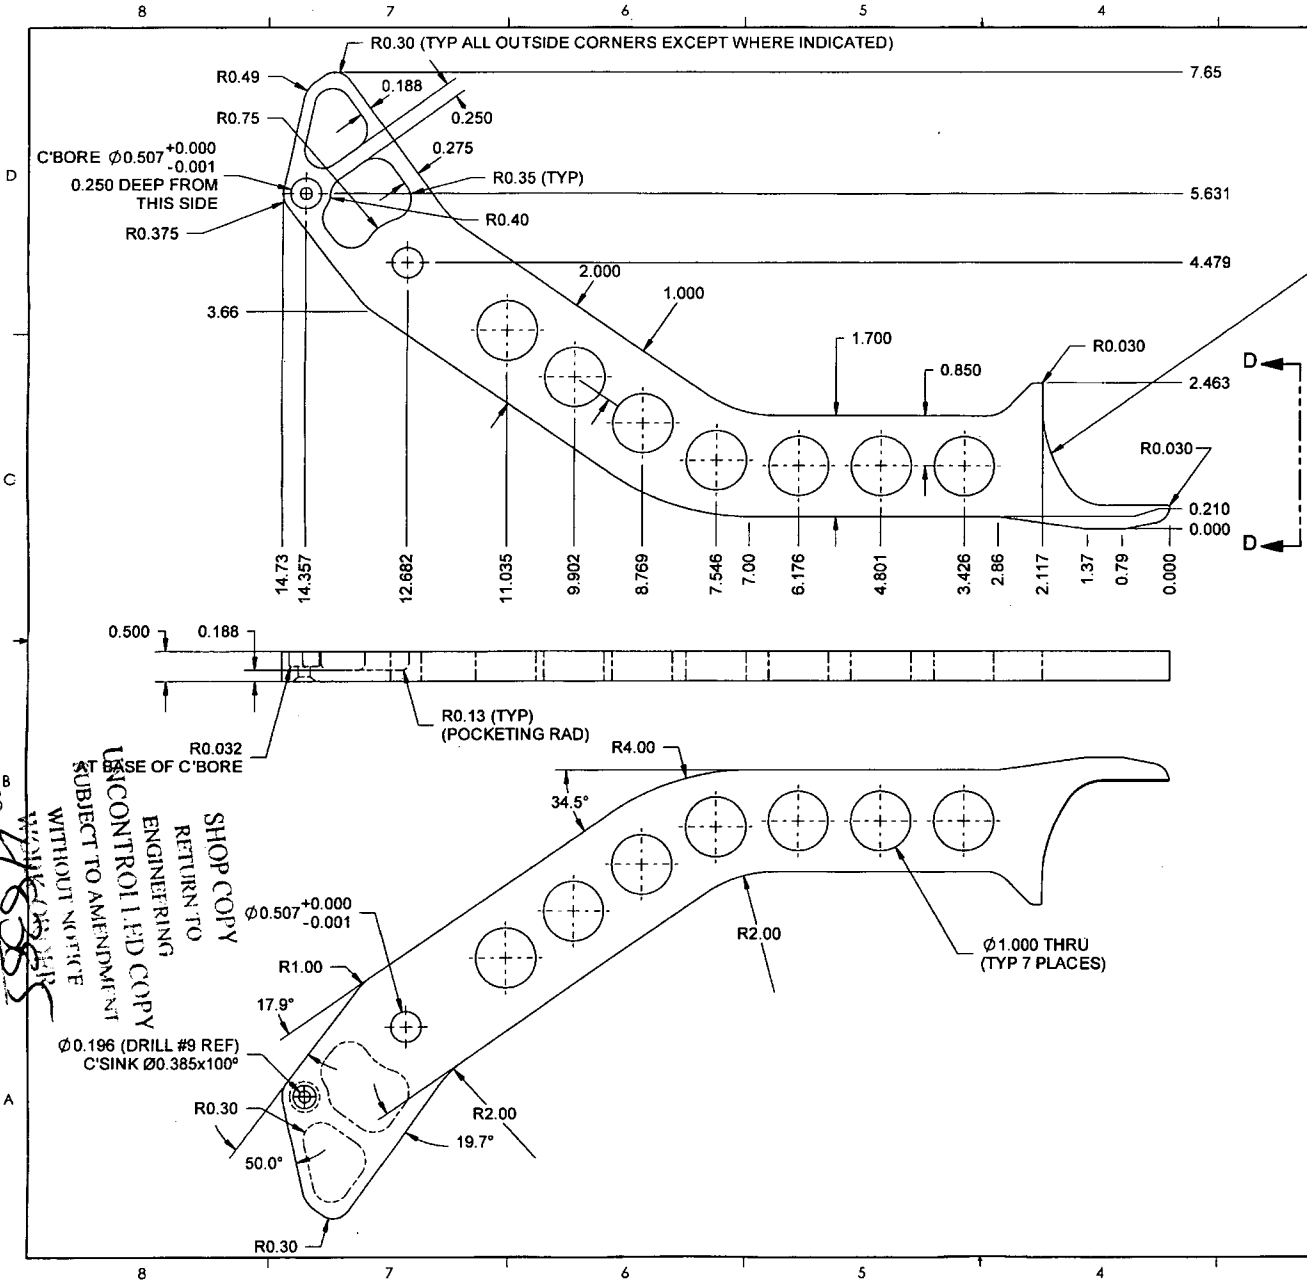 8 7 6 5 4
R0.30 (TYP ALL OUTSIDE CORNERS EXCEPT WHERE INDICATED)
R0.49
0.188
7.65
R0.75
0.250
C'BORE Ø0.507 +0.000
-0.001
0.250 DEEP FROM
THIS SIDE
0.275
D
R0.35 (TYP)
5.631
R0.375
R0.40
4.479
2.000
1.000
3.66
1.700
R0.030
0.850
D
2.463
R0.030
C
0.210
0.000
D
14.73
14.357
12.682
11.035
9.902
8.769
7.546
7.00
6.176
4.801
3.426
2.86
2.117
1.37
0.79
0.000
0.500
0.188
R0.13 (TYP)
(POCKETING RAD)
R0.032
AT BASE OF C'BORE
R4.00
B
34.5°
SHOP COPY
RETURN TO
ENGINEERING
UNCONTROLLED COPY
SUBJECT TO AMENDMENT
WITHOUT NOTICE
Ø0.507 +0.000
-0.001
R2.00
Ø1.000 THRU
(TYP 7 PLACES)
R1.00
17.9°
Ø0.196 (DRILL #9 REF)
C'SINK Ø0.385x100°
A
R0.30
R2.00
19.7°
50.0°
R0.30
8 7 6 5 4